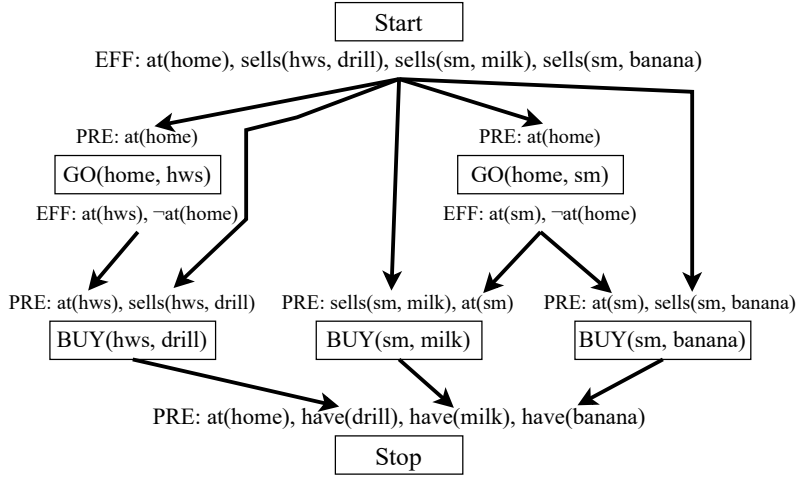 Start
EFF: at(home), sells(hws, drill), sells(sm, milk), sells(sm, banana)
PRE: at(home)
GO(home, hws)
EFF: at(hws), ¬at(home)
PRE: at(home)
GO(home, sm)
EFF: at(sm), ¬at(home)
PRE: at(hws), sells(hws, drill)
BUY(hws, drill)
PRE: sells(sm, milk), at(sm)
BUY(sm, milk)
PRE: at(sm), sells(sm, banana)
BUY(sm, banana)
PRE: at(home), have(drill), have(milk), have(banana)
Stop